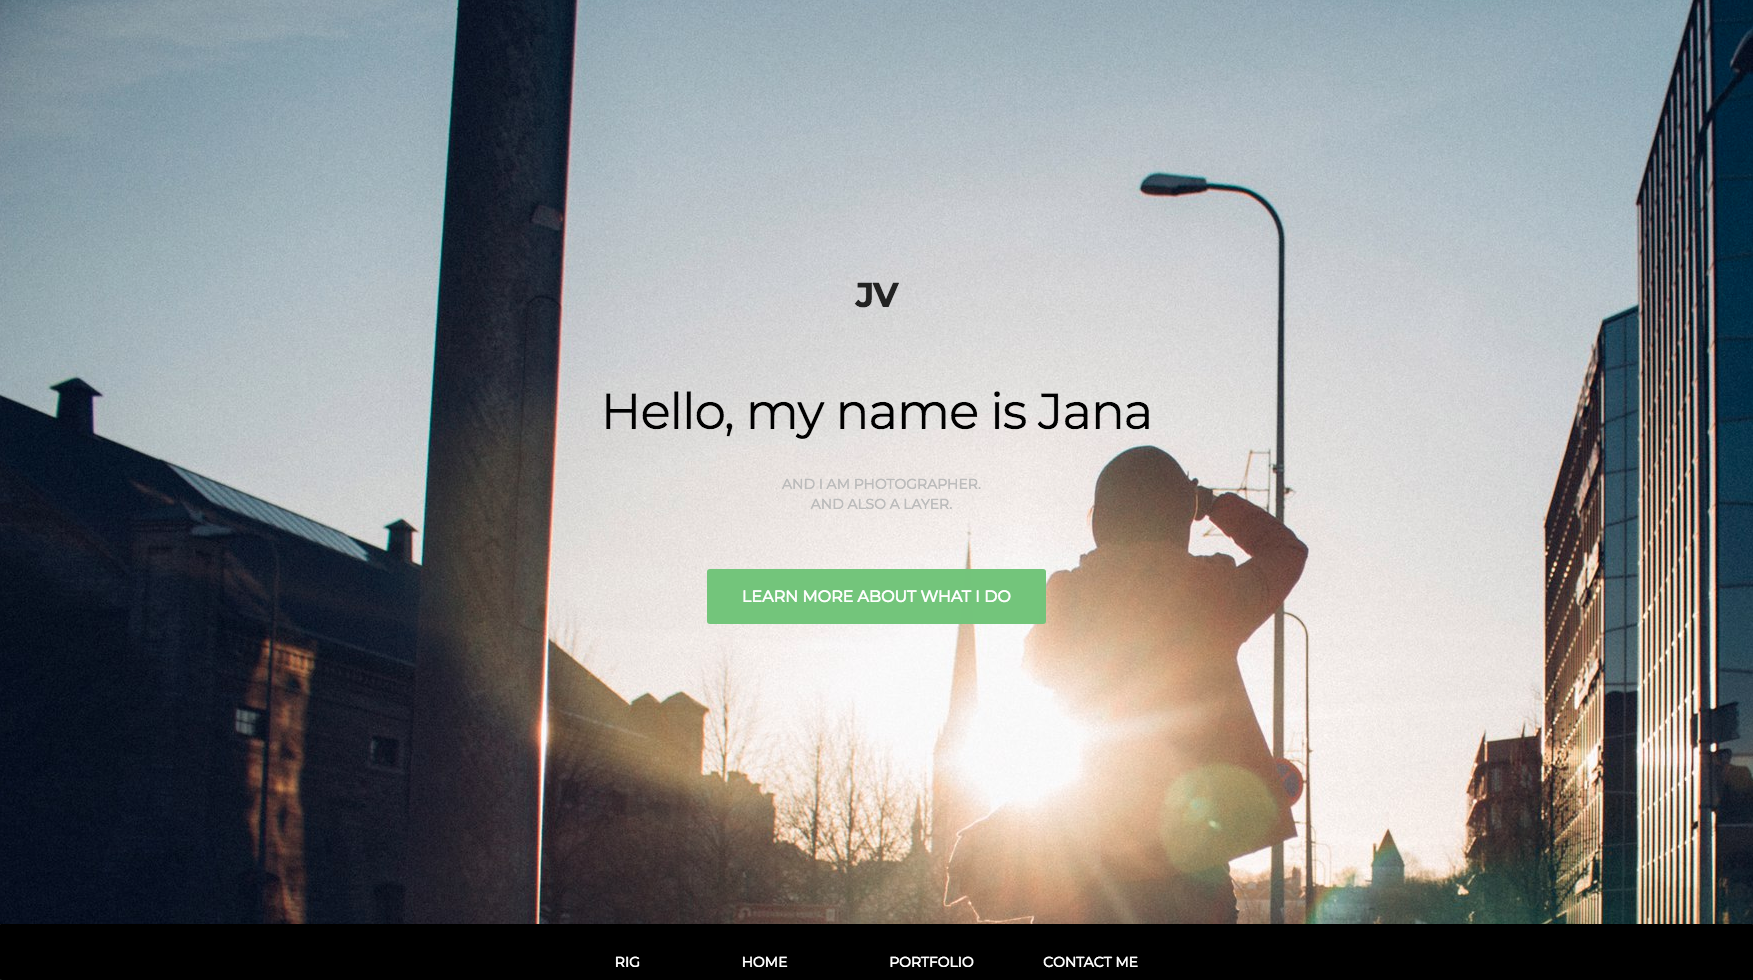 JV
Hello, my name is Jana
AND I AM PHOTOGRAPHER.
AND ALSO A LAYER.
LEARN MORE ABOUT WHAT I DO
RIG
HOME
PORTFOLIO
CONTACT ME